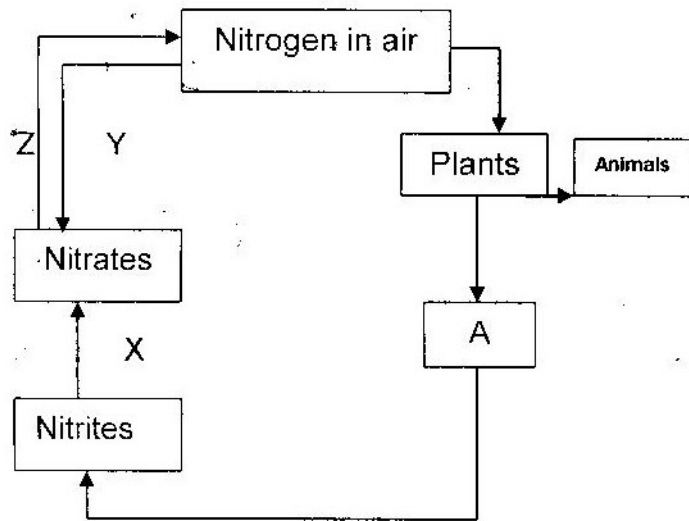 Nitrogen in air
Z
Y
Plants
Animals
Nitrates
A
X
Nitrites